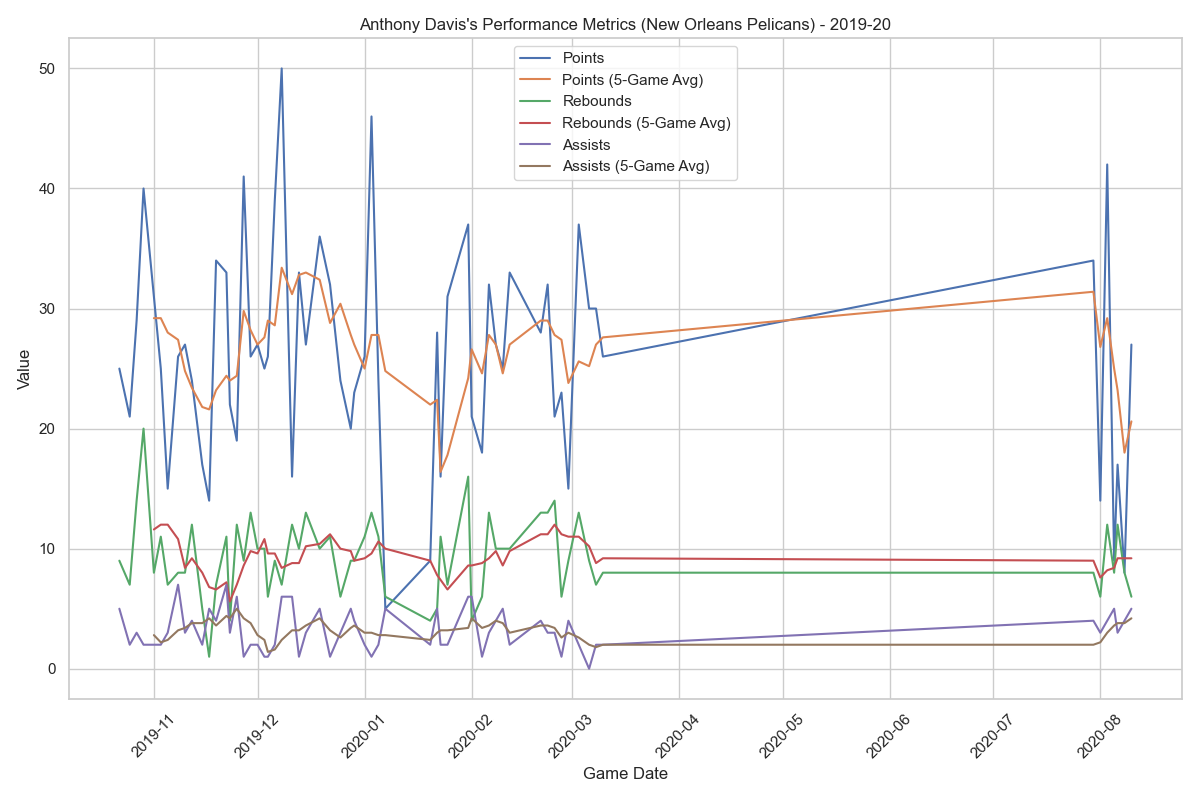 Anthony Davis's Performance Metrics (New Orleans Pelicans) - 2019-20
Points
Points (5-Game Avg)
Rebounds
Rebounds (5-Game Avg)
Assists
Assists (5-Game Avg)
Value
50
40
30
20
10
0
2019-11
2019-12
2020-01
2020-02
2020-03
2020-04
2020-05
2020-06
2020-07
2020-08
Game Date